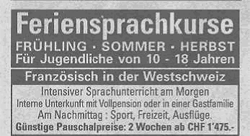 Feriensprachkurse
FRÜHLING · SOMMER · HERBST
Für Jugendliche von 10 - 18 Jahren
Französisch in der Westschweiz
Intensiver Sprachunterricht am Morgen
Interne Unterkunft mit Vollpension oder in einer Gastfamilie
Am Nachmittag : Sport, Freizeit, Ausflüge.
Günstige Pauschalpreise: 2 Wochen ab CHF 1'475.-